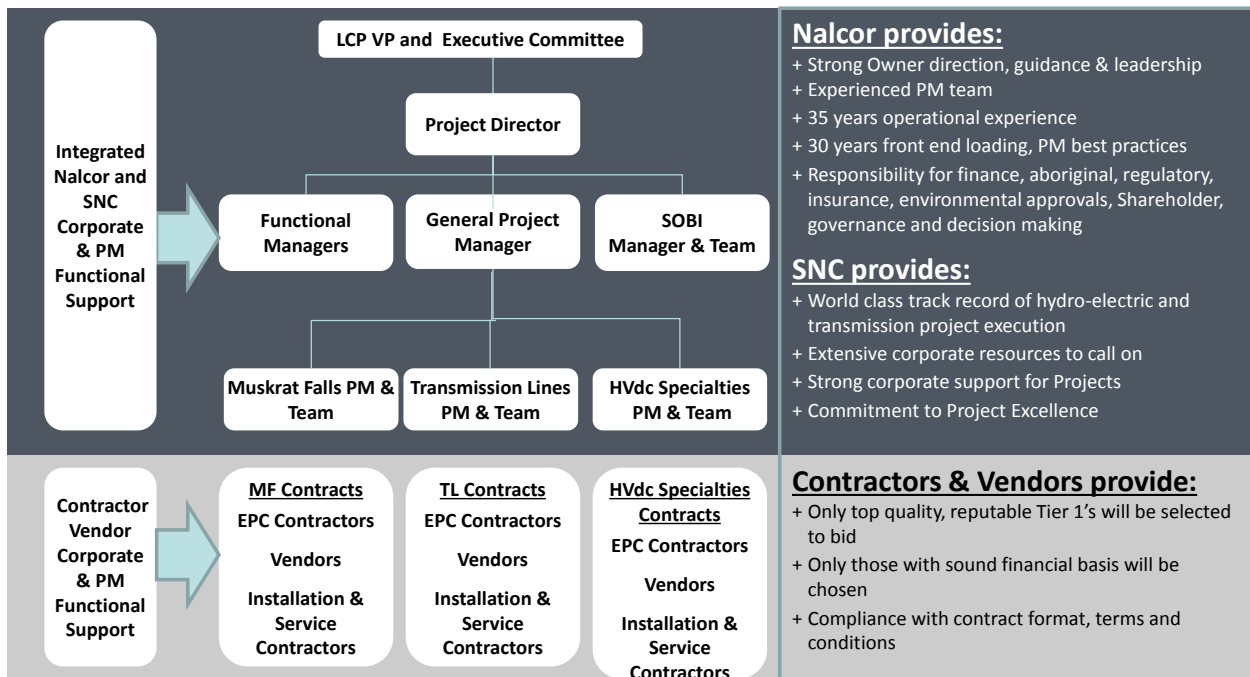 LCP VP and Executive Committee
Project Director
Integrated
Nalcor and
SNC
Corporate
& PM
Functional
Support
Functional
Managers
General Project
Manager
SOBI
Manager & Team
Muskrat Falls PM &
Team
Transmission Lines
PM & Team
HVdc Specialties
PM & Team
Contractor
Vendor
Corporate
& PM
Functional
Support
MF Contracts
EPC Contractors
Vendors
Installation &
Service
Contractors
TL Contracts
EPC Contractors
Vendors
Installation &
Service
Contractors
HVdc Specialties
Contracts
EPC Contractors
Vendors
Installation &
Service
Contractors
Nalcor provides:
+ Strong Owner direction, guidance & leadership
+ Experienced PM team
+ 35 years operational experience
+ 30 years front end loading, PM best practices
+ Responsibility for finance, aboriginal, regulatory,
insurance, environmental approvals, Shareholder,
governance and decision making
SNC provides:
+ World class track record of hydro-electric and
transmission project execution
+ Extensive corporate resources to call on
+ Strong corporate support for Projects
+ Commitment to Project Excellence
Contractors & Vendors provide:
+ Only top quality, reputable Tier 1's will be selected
to bid
+ Only those with sound financial basis will be
chosen
+ Compliance with contract format, terms and
conditions